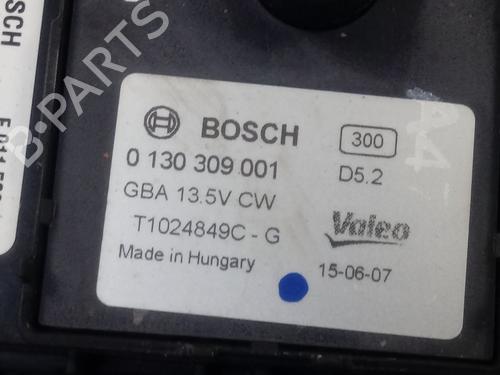 BOSCH
0 130 309 001
GBA 13.5V CW
T1024849C - G
Made in Hungary
300
D5.2
Valeo
15-06-07
B-PARTS